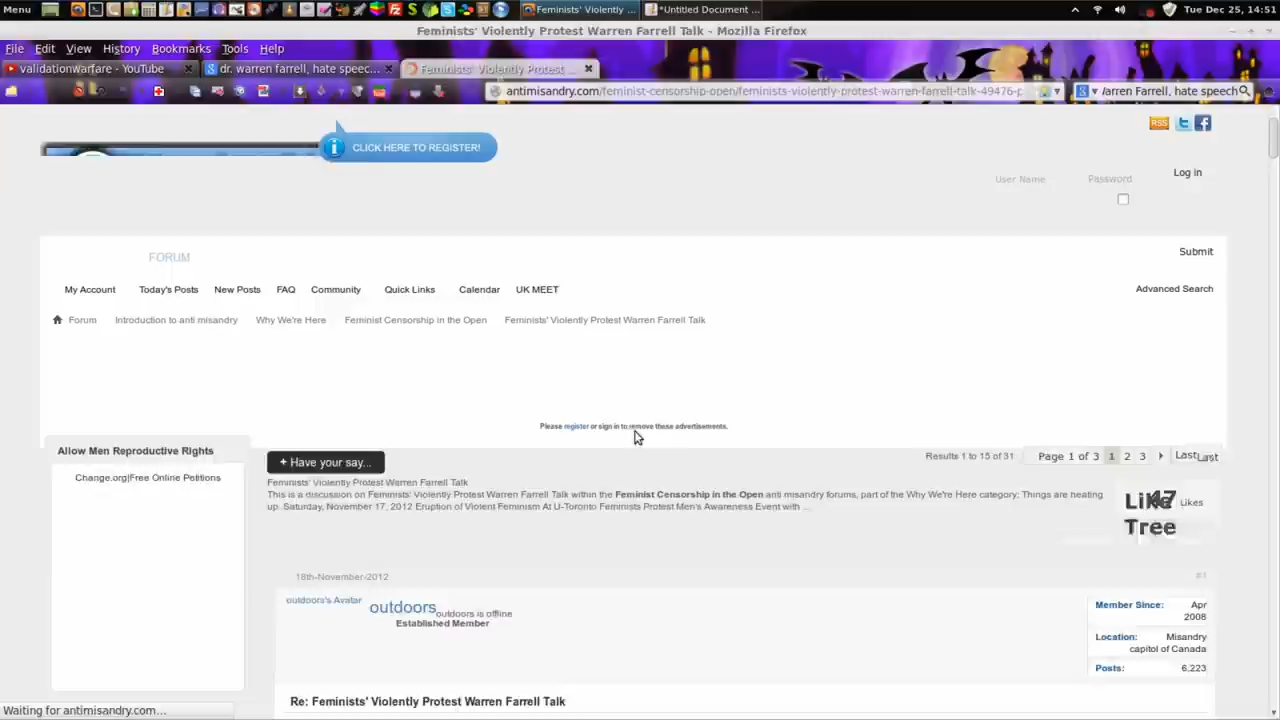 Menu Feminists' Violently ... *Untitled Document ... Tue Dec 25, 14:51
Feminists' Violently Protest Warren Farrell Talk - Mozilla Firefox
File Edit View History Bookmarks Tools Help
validationwarfare - YouTube dr. warren farrell, hate speec... Feminists' Violently Protest ...
antimisandry.com/feminist-censorship-open/feminists-violently-protest-warren-farrell-talk-49476-p arren Farrell, hate speech
RSS
CLICK HERE TO REGISTER!
User Name Password Log in
FORUM Submit
My Account Today's Posts New Posts FAQ Community Quick Links Calendar UK MEET Advanced Search
Forum Introduction to anti misandry Why We're Here Feminist Censorship in the Open Feminists' Violently Protest Warren Farrell Talk
Please register or sign in to remove these advertisements.
Allow Men Reproductive Rights
Change.org|Free Online Petitions
+ Have your say... Results 1 to 15 of 31 Page 1 of 3 1 2 3 Last Last
Feminists' Violently Protest Warren Farrell Talk
This is a discussion on Feminists' Violently Protest Warren Farrell Talk within the Feminist Censorship in the Open anti misandry forums, part of the Why We're Here category; Things are heating
up. Saturday, November 17, 2012 Eruption of Violent Feminism At U-Toronto Feminists Protest Men's Awareness Event with ...
Like 47 Likes
Tree
18th-November-2012 #1
outdoors's Avatar outdoors outdoors is offline
Established Member
Member Since: Apr
2008
Location: Misandry
capitol of Canada
Posts: 6,223
Re: Feminists' Violently Protest Warren Farrell Talk
Waiting for antimisandry.com...